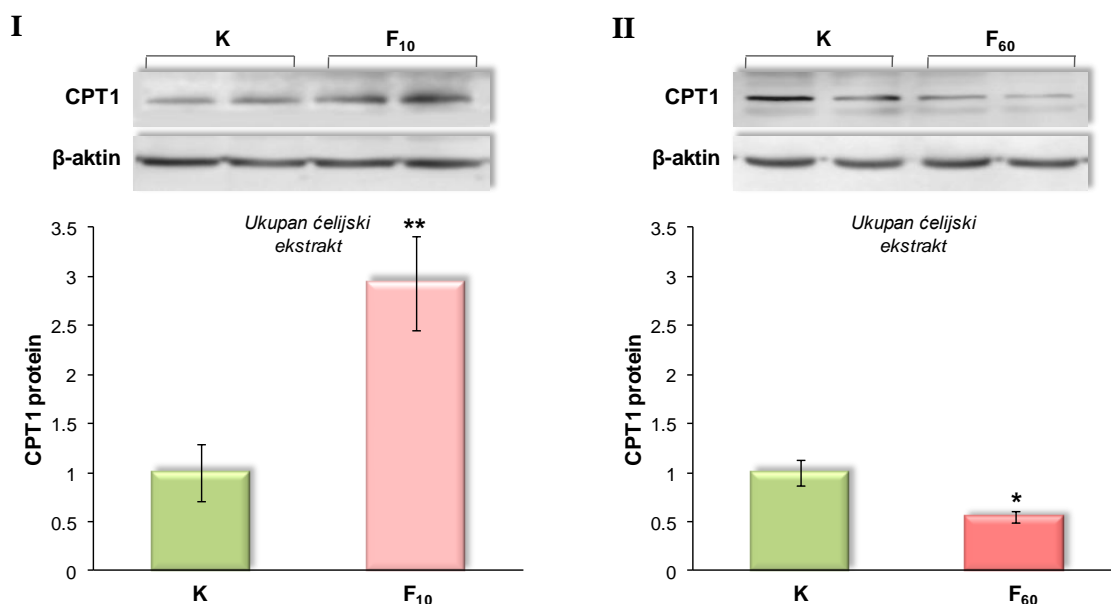 I
K F₁₀
CPT1
β-aktin
Ukupan ćelijski
ekstrakt
**
3.5
3
2.5
2
1.5
1
0.5
0
CPT1 protein
K F₁₀
II
K F₆₀
CPT1
β-aktin
Ukupan ćelijski
ekstrakt
*
3.5
3
2.5
2
1.5
1
0.5
0
CPT1 protein
K F₆₀